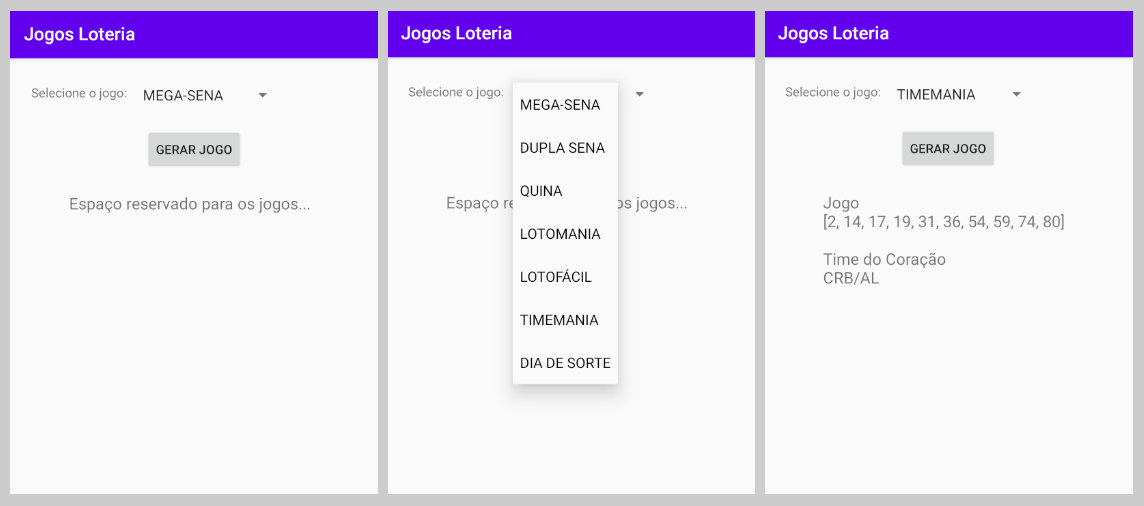 Jogos Loteria
Selecione o jogo: MEGA-SENA
GERAR JOGO
Espaço reservado para os jogos...
Jogos Loteria
Selecione o jogo:
MEGA-SENA
DUPLA SENA
QUINA
Espaço re os jogos...
LOTOMANIA
LOTOFÁCIL
TIMEMANIA
DIA DE SORTE
Jogos Loteria
Selecione o jogo: TIMEMANIA
GERAR JOGO
Jogo
[2, 14, 17, 19, 31, 36, 54, 59, 74, 80]
Time do Coração
CRB/AL